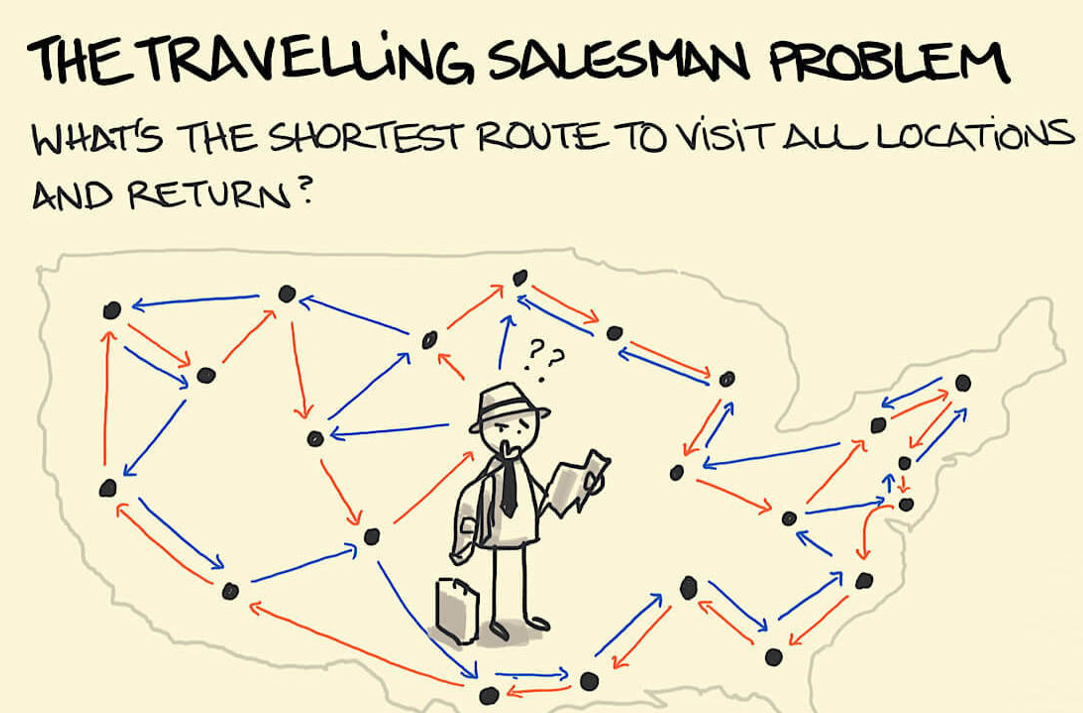 THE TRAVELLING SALESMAN PROBLEM
WHAT'S THE SHORTEST ROUTE TO VISIT ALL LOCATIONS
AND RETURN?
??